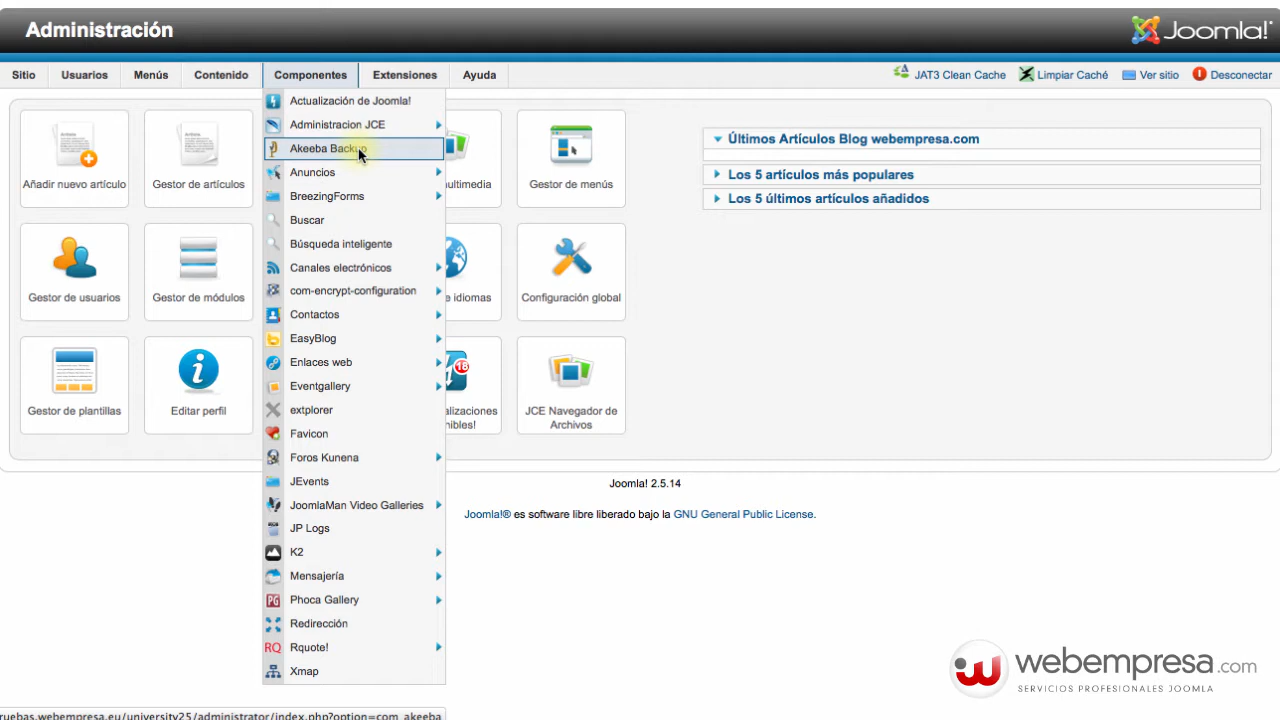 Administración
Joomla!
Sitio
Usuarios
Menús
Contenido
Componentes
Extensiones
Ayuda
JAT3 Clean Cache
Limpiar Caché
Ver sitio
Desconectar
Actualización de Joomla!
Administracion JCE
Akeeba Backup
Anuncios
BreezingForms
Buscar
Búsqueda inteligente
Canales electrónicos
com-encrypt-configuration
Contactos
EasyBlog
Enlaces web
Eventgallery
extplorer
Favicon
Foros Kunena
JEvents
JoomlaMan Video Galleries
JP Logs
K2
Mensajería
Phoca Gallery
Redirección
RQ Rquote!
Xmap
Añadir nuevo artículo
Gestor de artículos
Gestor de menús
Gestor de usuarios
Gestor de módulos
e idiomas
Configuración global
Gestor de plantillas
Editar perfil
18
JCE Navegador de
Archivos
Últimos Artículos Blog webempresa.com
Los 5 artículos más populares
Los 5 últimos artículos añadidos
Joomla! 2.5.14
Joomla!® es software libre liberado bajo la GNU General Public License.
PG
webempresa.com
SERVICIOS PROFESIONALES JOOMLA
ruebas.webempresa.eu/university25/administrator/index.php?option=com_akeeba